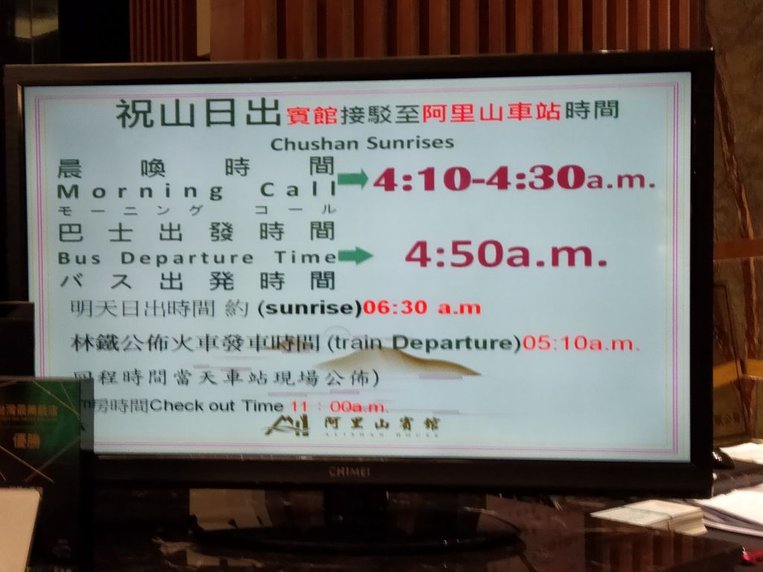 祝山日出賓館接駁至阿里山車站時間
Chushan Sunrises
晨喚時間
Morning Call
モーニング コール
4:10-4:30a.m.
巴士出發時間
Bus Departure Time
バス出発時間
4:50a.m.
明天日出時間 約 (sunrise)06:30 a.m
林鐵公佈火車發車時間 (train Departure)05:10a.m.
回程時間當天車站現場公佈)
房時間Check out Time 11：00a.m.
阿里山賓館
ALISHAN HOUSE
CHIMEI
優勝